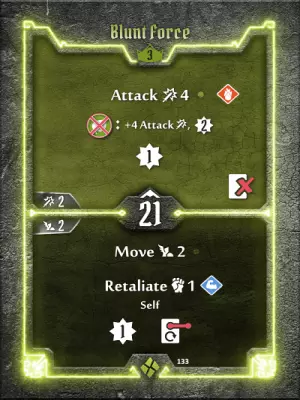 Blunt Force
3
Attack 4
: +4 Attack , 2
1
2
21
2
Move 2
Retaliate 1
Self
1
133